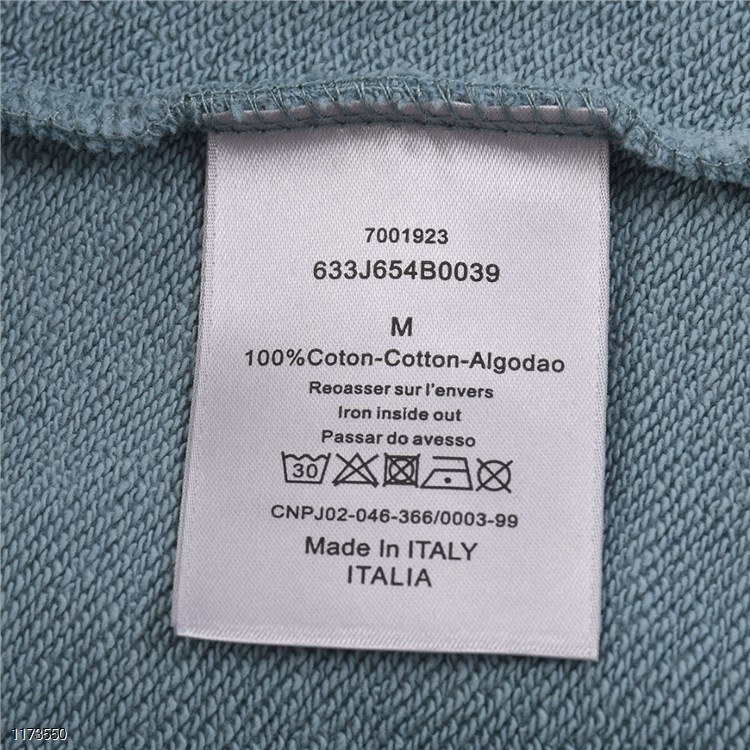 7001923
633J654B0039
M
100%Coton-Cotton-Algodao
Reoasser sur l'envers
Iron inside out
Passar do avesso
30
CNPJ02-046-366/0003-99
Made In ITALY
ITALIA
1173550